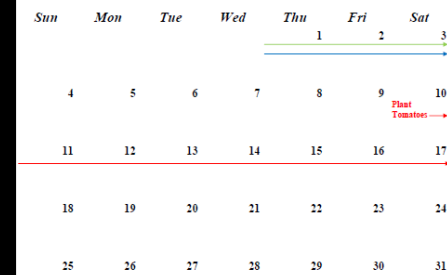 Sun Mon Tue Wed Thu Fri Sat
1 2 3
4 5 6 7 8 9 10
Plant
Tomatoes
11 12 13 14 15 16 17
18 19 20 21 22 23 24
25 26 27 28 29 30 31